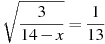 √(3/(14 − x)) = 1/13